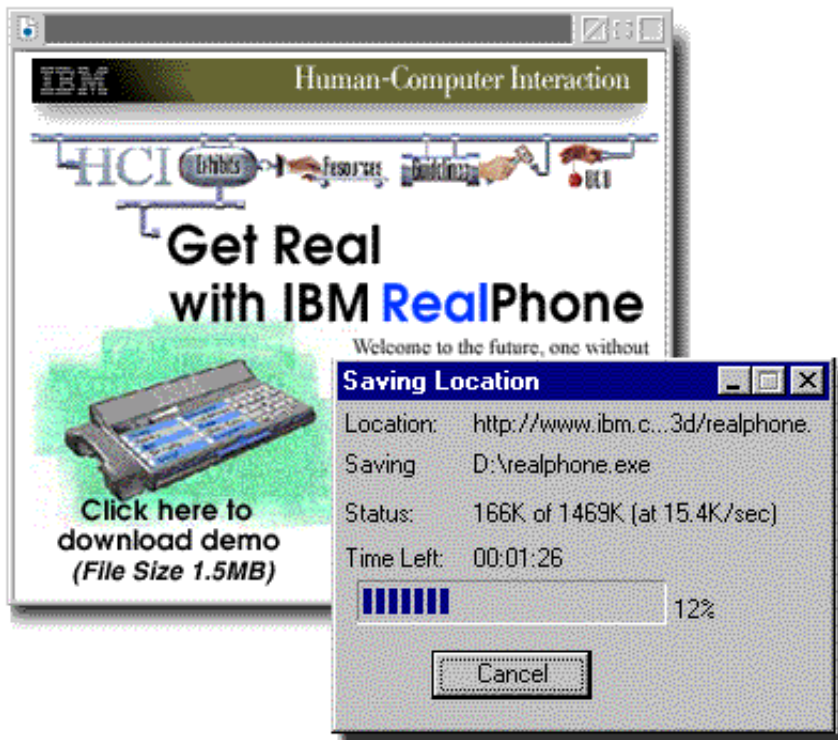 IBM
Human-Computer Interaction
HCI Exhibits Resources Guidelines UCD
Get Real
with IBM RealPhone
Welcome to the future, one without
Click here to
download demo
(File Size 1.5MB)
Saving Location
Location: http://www.ibm.c...3d/realphone.
Saving D:\realphone.exe
Status: 166K of 1469K (at 15.4K/sec)
Time Left: 00:01:26
12%
Cancel